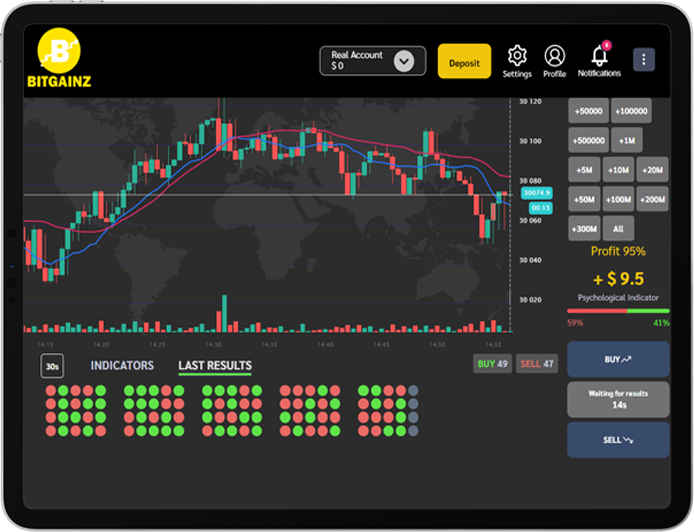 B
BITGAINZ
Real Account
$ 0
Deposit
Settings
Profile
8
Notifications
30 120
30 100
30 080
30074.9
00:13
30 060
30 040
30 020
14:15
14:20
14:25
14:30
14:35
14:40
14:45
14:50
14:53
+50000
+100000
+500000
+1M
+5M
+10M
+20M
+50M
+100M
+200M
+300M
All
Profit 95%
+ $ 9.5
Psychological Indicator
59%
41%
30s
INDICATORS
LAST RESULTS
BUY 49
SELL 47
BUY
Waiting for results
14s
SELL